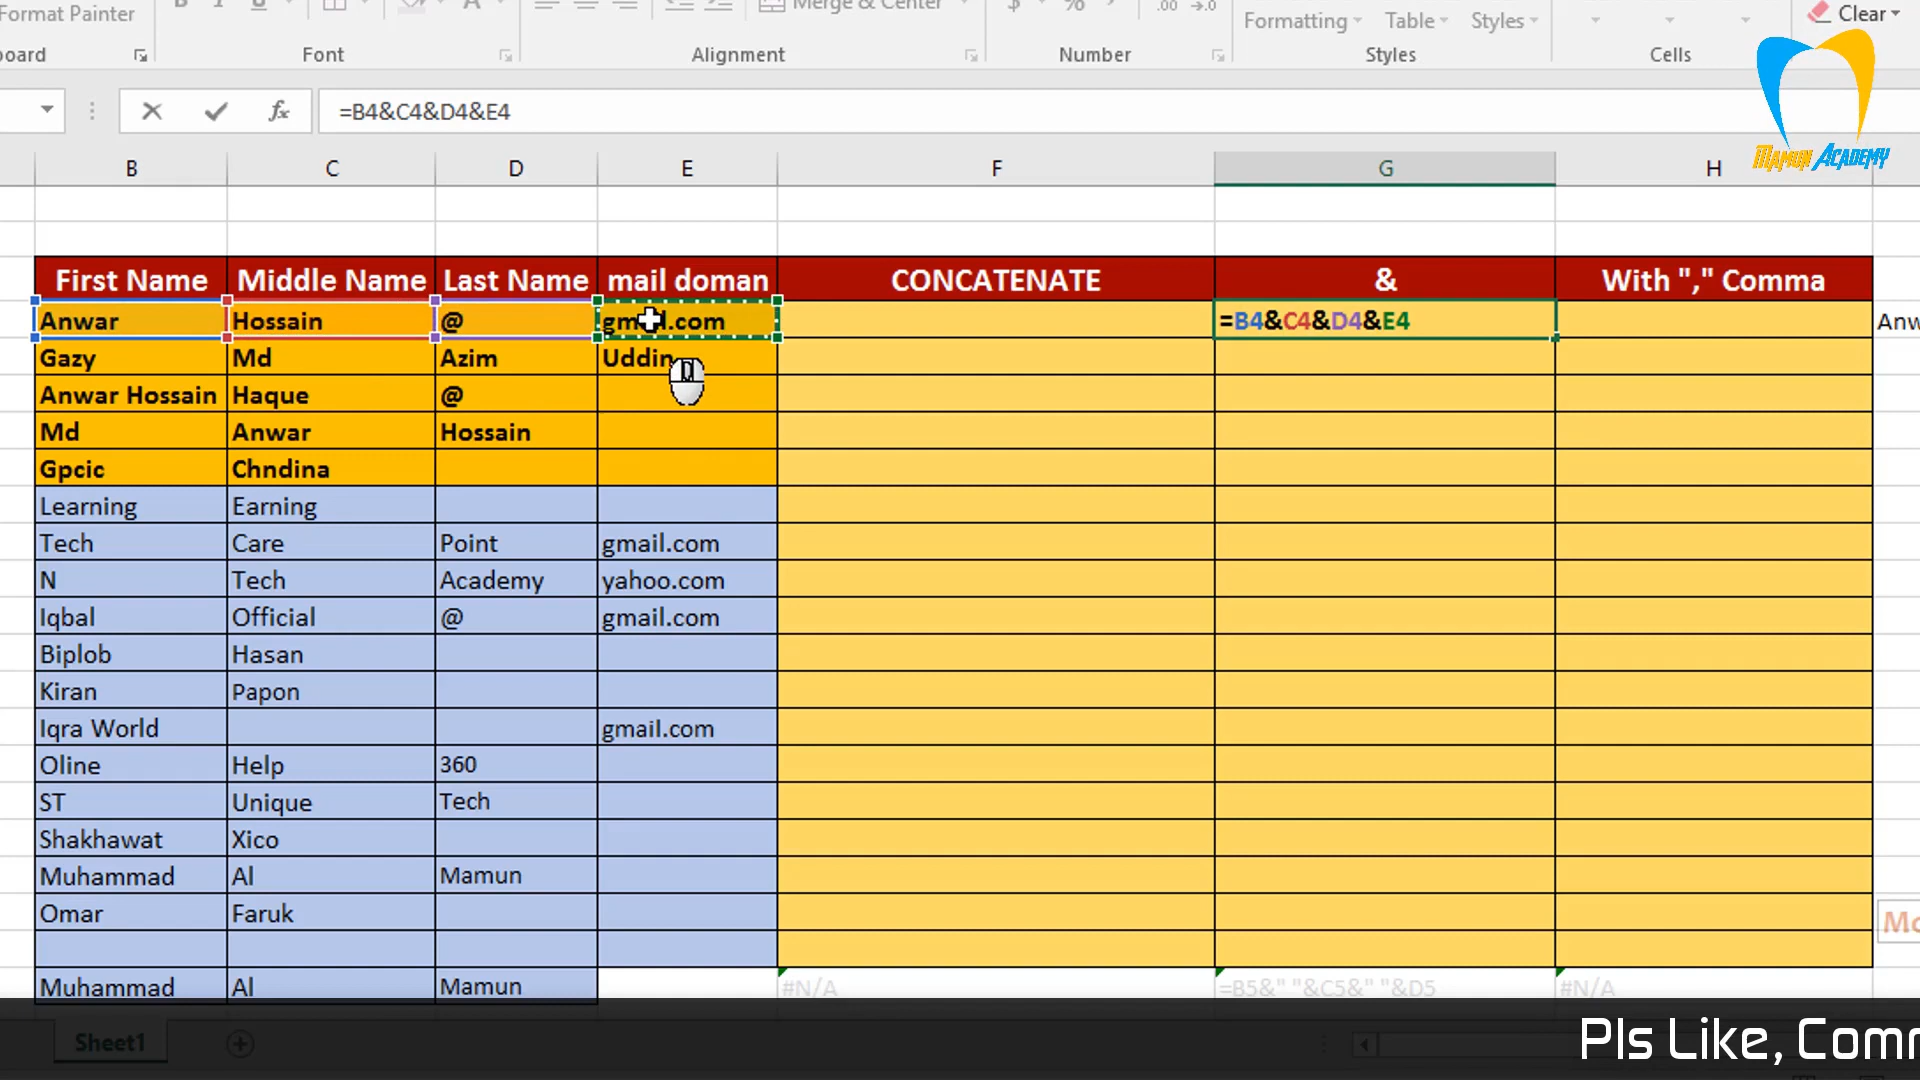 Format Painter
Merge & Center
$ % ,
.00
Formatting Table Styles
Clear
Font Alignment Number Styles Cells
=B4&C4&D4&E4
MAMUN ACADEMY
B C D E F G H
First Name Middle Name Last Name mail doman CONCATENATE & With "," Comma
Anwar Hossain @ =B4&C4&D4&E4
Gazy Md Azim Uddin
Anwar Hossain Haque @
Md Anwar Hossain
Gpcic Chndina
Learning Earning
Tech Care Point gmail.com
N Tech Academy yahoo.com
Iqbal Official @ gmail.com
Biplob Hasan
Kiran Papon
Iqra World gmail.com
Oline Help 360
ST Unique Tech
Shakhawat Xico
Muhammad Al Mamun
Omar Faruk
Muhammad Al Mamun #N/A =B5&" "&C5&" "&D5 #N/A
Sheet1
Pls Like,